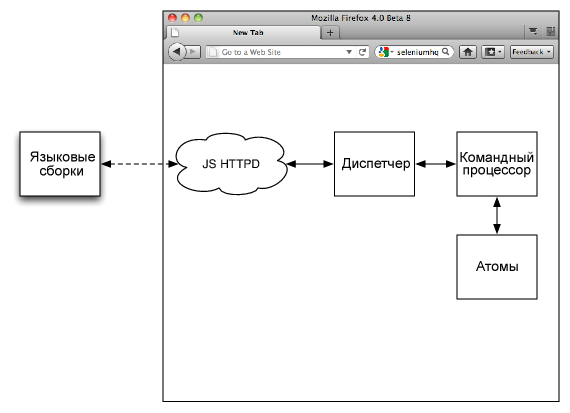 Mozilla Firefox 4.0 Beta 8
New Tab
Go to a Web Site
seleniumhq
Feedback
Языковые
сборки
JS HTTPD
Диспетчер
Командный
процессор
Атомы